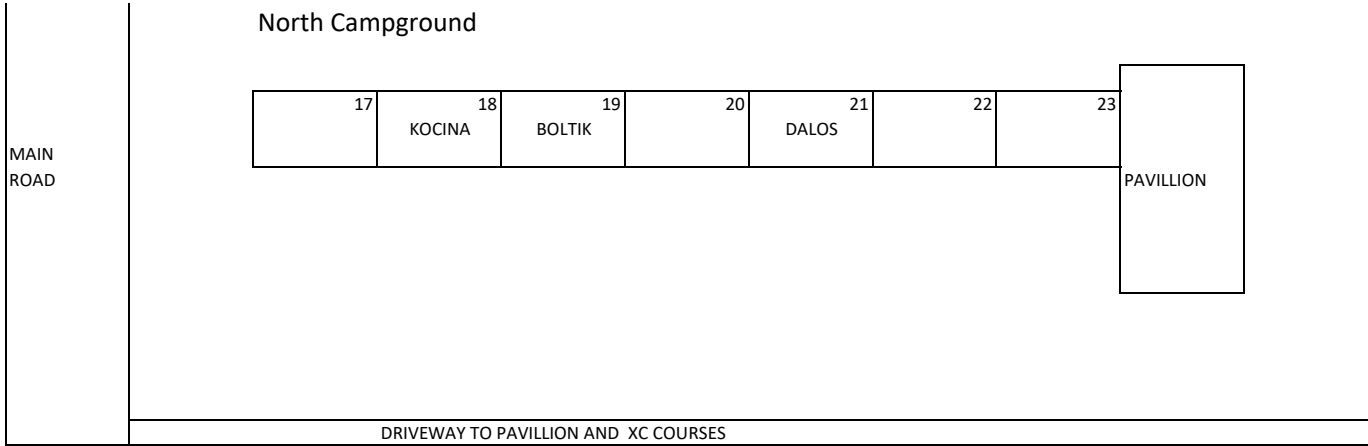 North Campground
17 18 19 20 21 22 23
KOCINA BOLTIK DALOS
MAIN
ROAD
PAVILLION
DRIVEWAY TO PAVILLION AND XC COURSES